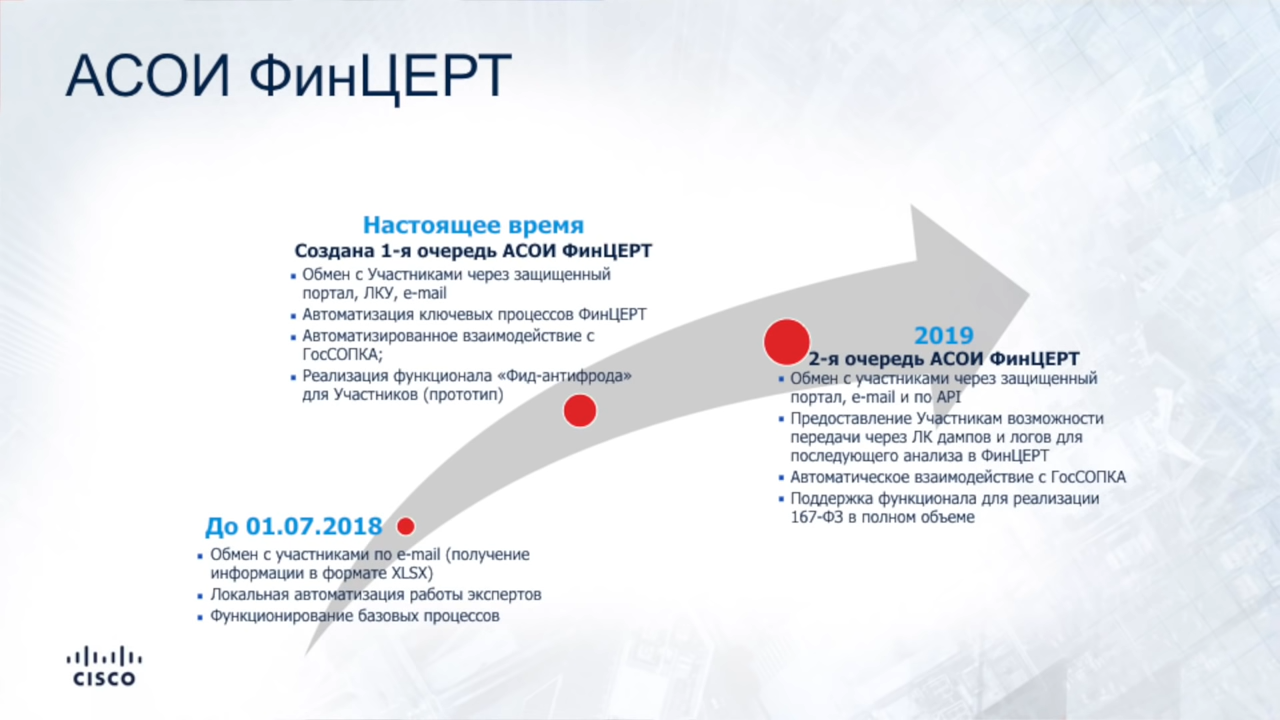 АСОИ ФинЦЕРТ
Настоящее время
Создана 1-я очередь АСОИ ФинЦЕРТ
▪ Обмен с Участниками через защищенный
портал, ЛКУ, e-mail
▪ Автоматизация ключевых процессов ФинЦЕРТ
▪ Автоматизированное взаимодействие с
ГосСОПКА;
▪ Реализация функционала «Фид-антифрода»
для Участников (прототип)
2019
2-я очередь АСОИ ФинЦЕРТ
▪ Обмен с участниками через защищенный
портал, e-mail и по API
▪ Предоставление Участникам возможности
передачи через ЛК дампов и логов для
последующего анализа в ФинЦЕРТ
▪ Автоматическое взаимодействие с ГосСОПКА
▪ Поддержка функционала для реализации
167-ФЗ в полном объеме
До 01.07.2018
▪ Обмен с участниками по e-mail (получение
информации в формате XLSX)
▪ Локальная автоматизация работы экспертов
▪ Функционирование базовых процессов
CISCO